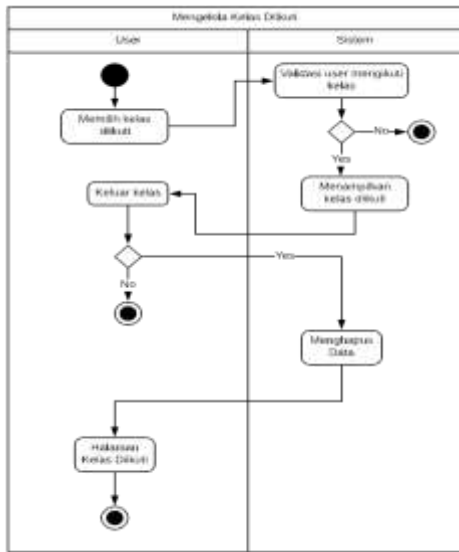 Mengelola Kelas Diikuti
User
Sistem
Validasi user mengikuti
kelas
Memilih kelas
diikuti
No
Yes
Keluar kelas
Menampilkan
kelas diikuti
Yes
No
Menghapus
Data
Halaman
Kelas Diikuti